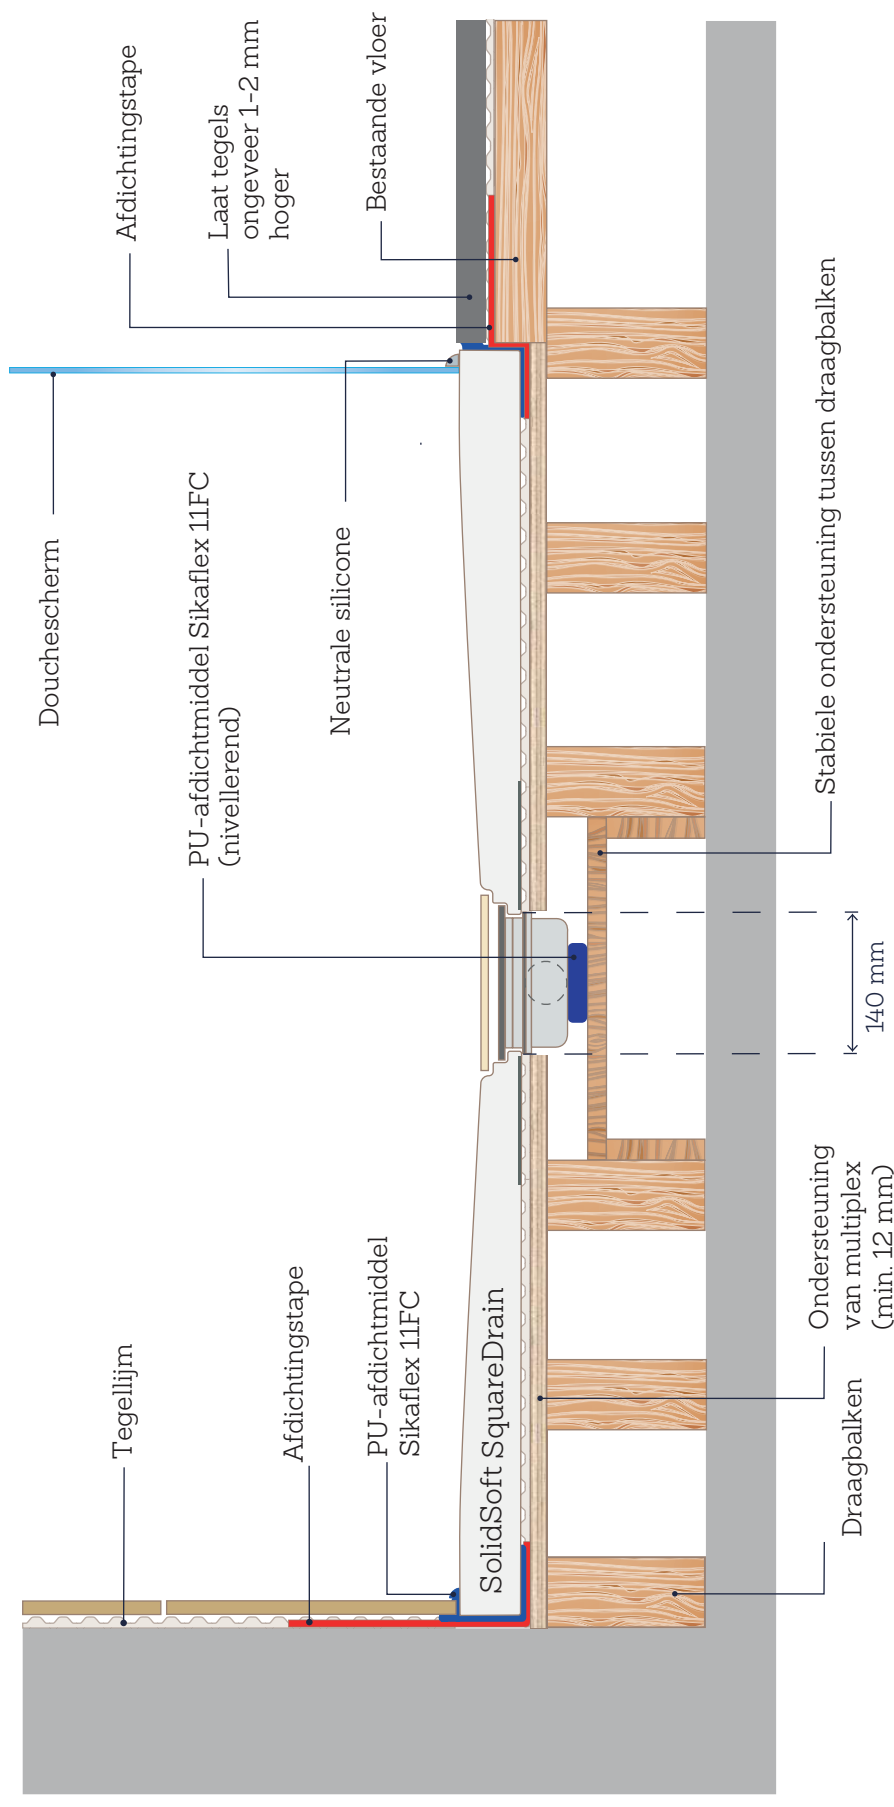 Tegellijm
Afdichtingstape
PU-afdichtmiddel
Sikaflex 11FC
SolidSoft SquareDrain
Draagbalken
Ondersteuning
van multiplex
(min. 12 mm)
140 mm
Stabiele ondersteuning tussen draagbalken
PU-afdichtmiddel Sikaflex 11FC
(nivellerend)
Douchescherm
Neutrale silicone
Afdichtingstape
Laat tegels
ongeveer 1-2 mm
hoger
Bestaande vloer